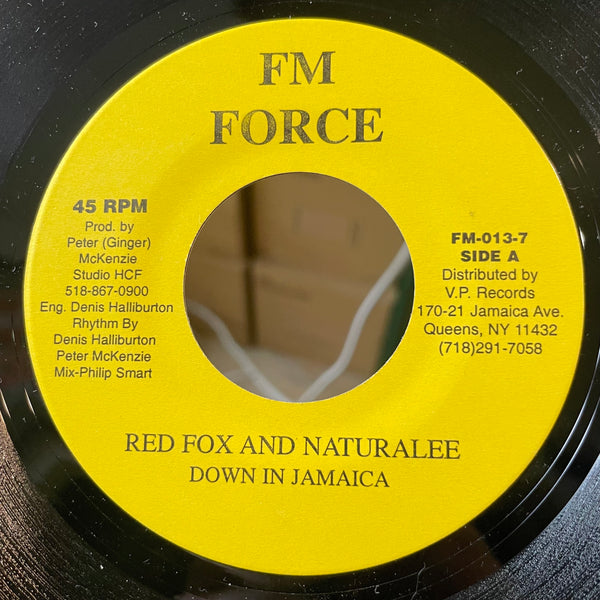 FM
FORCE
45 RPM
Prod. by
Peter (Ginger)
McKenzie
Studio HCF
518-867-0900
Eng. Denis Halliburton
Rhythm By
Denis Halliburton
Peter McKenzie
Mix-Philip Smart
FM-013-7
SIDE A
Distributed by
V.P. Records
170-21 Jamaica Ave.
Queens, NY 11432
(718)291-7058
RED FOX AND NATURALEE
DOWN IN JAMAICA